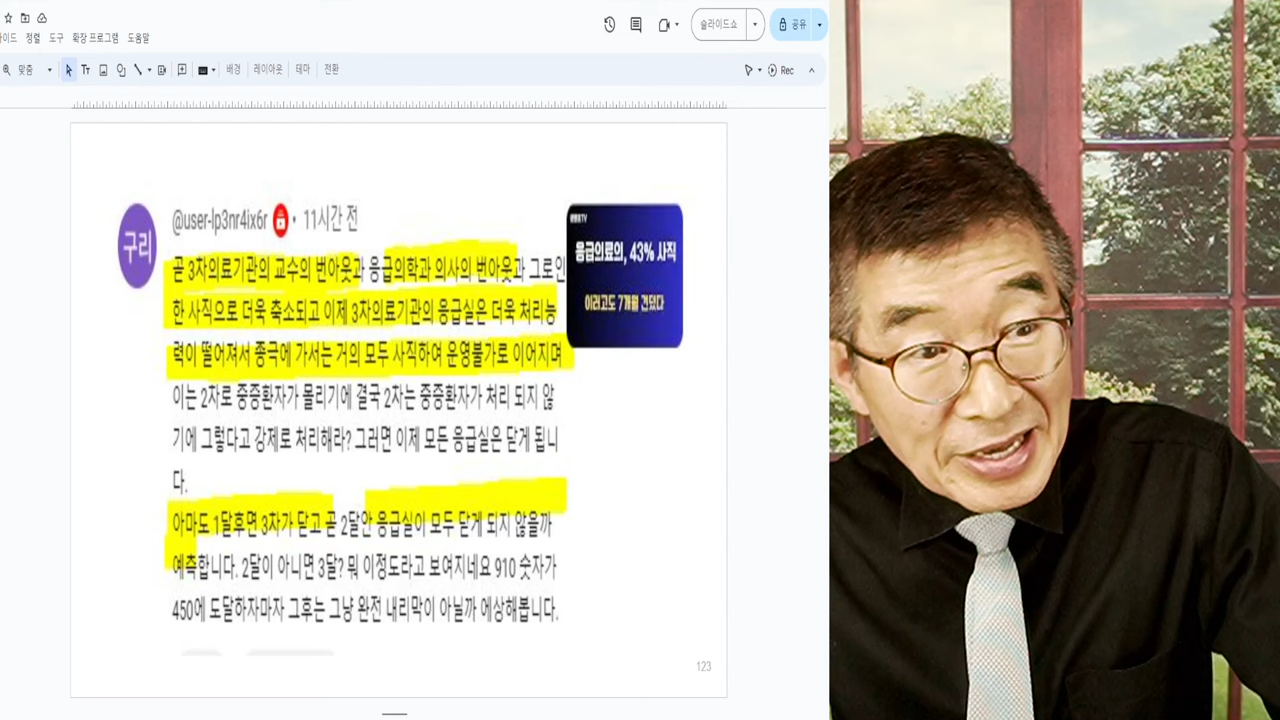 슬라이드쇼
공유
이드 정렬 도구 확장 프로그램 도움말
맞춤
배경 레이아웃 테마 전환
Rec
구리
@user-lp3nr4ix6r · 11시간 전
곧 3차의료기관의 교수의 번아웃과 응급의학과 의사의 번아웃과 그로인
한 사직으로 더욱 축소되고 이제 3차의료기관의 응급실은 더욱 처리능
력이 떨어져서 종국에 가서는 거의 모두 사직하여 운영불가로 이어지며
이는 2차로 중증환자가 몰리기에 결국 2차는 중증환자가 처리 되지 않
기에 그렇다고 강제로 처리해라? 그러면 이제 모든 응급실은 닫게 됩니
다.
아마도 1달후면 3차가 닫고 곧 2달안 응급실이 모두 닫게 되지 않을까
예측합니다. 2달이 아니면 3달? 뭐 이정도라고 보여지네요 910 숫자가
450에 도달하자마자 그후는 그냥 완전 내리막이 아닐까 예상해봅니다.
응급의료의, 43% 사직
이러고도 7개월 견뎠다
123